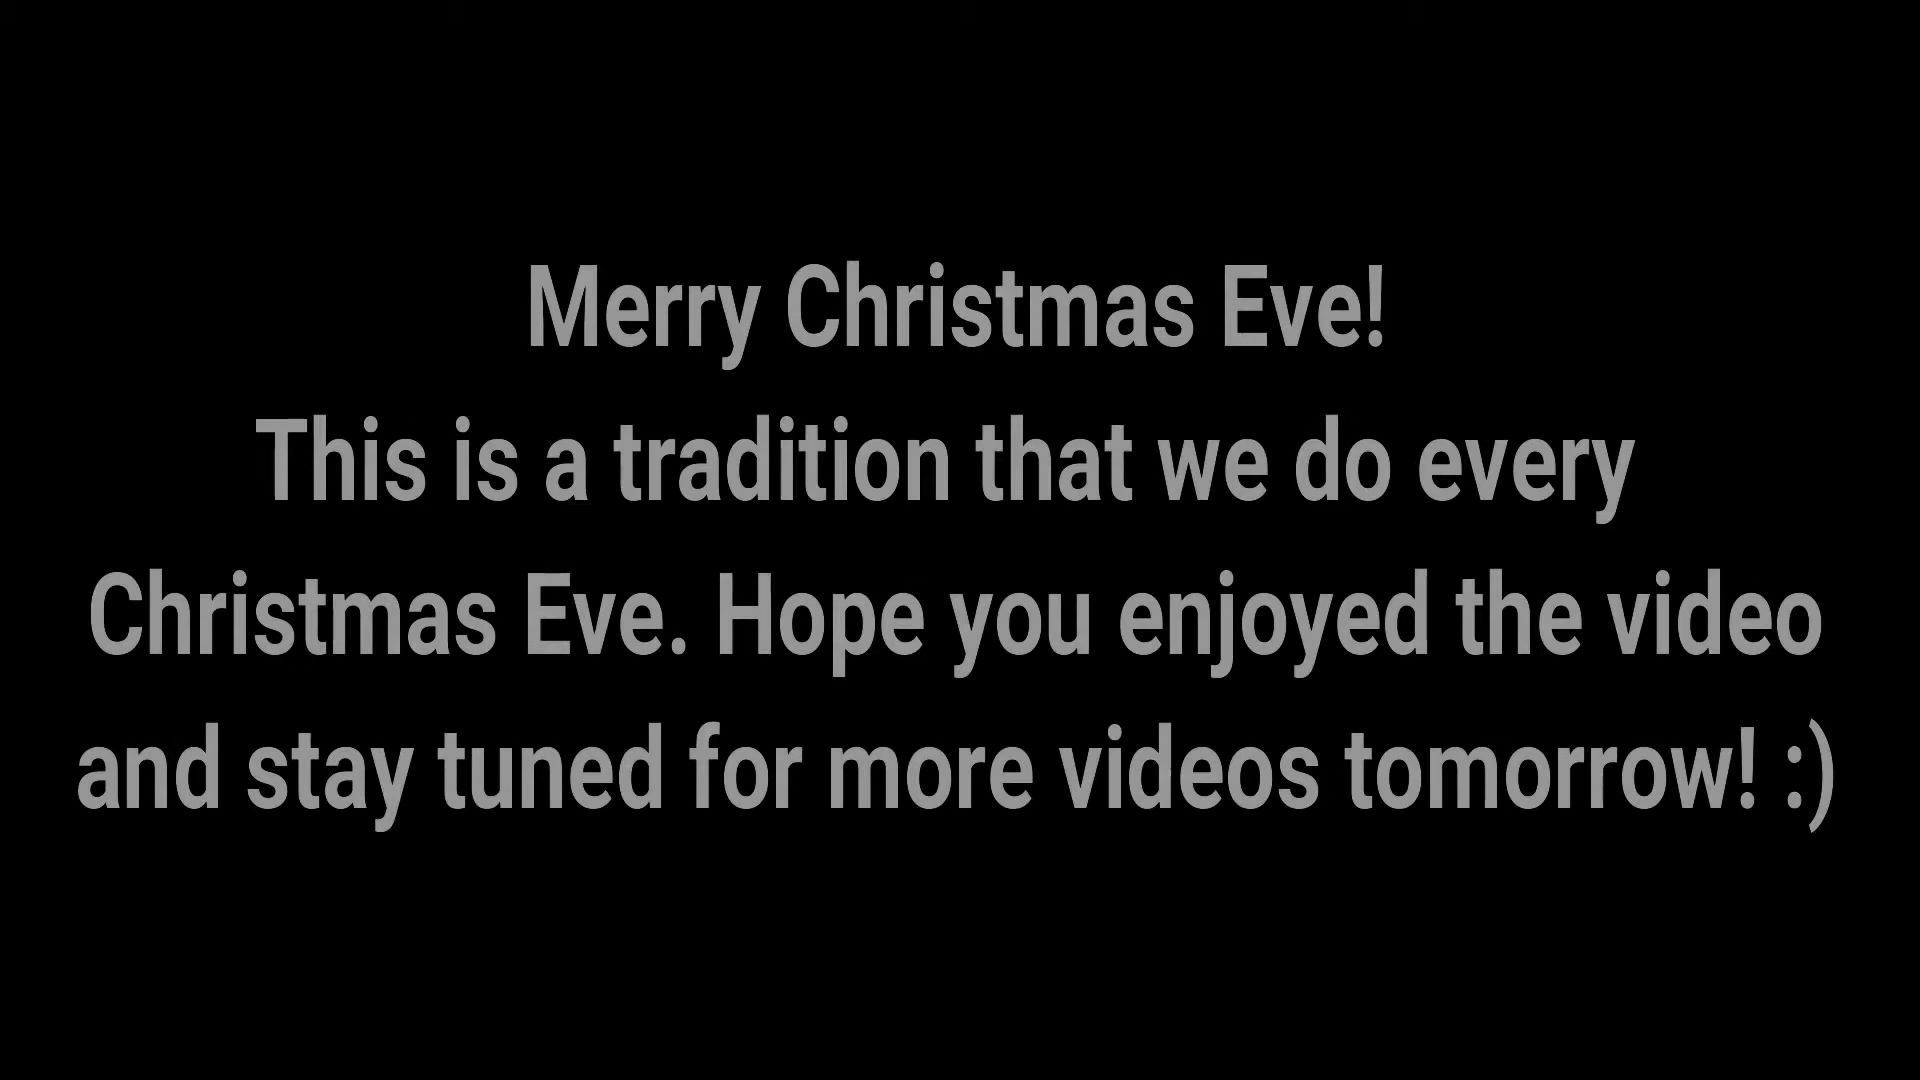 Merry Christmas Eve!
This is a tradition that we do every
Christmas Eve. Hope you enjoyed the video
and stay tuned for more videos tomorrow! :)